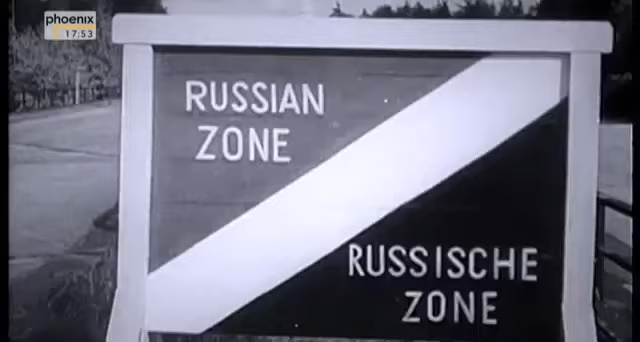 phoenix
17:53
RUSSIAN
ZONE
RUSSISCHE
ZONE